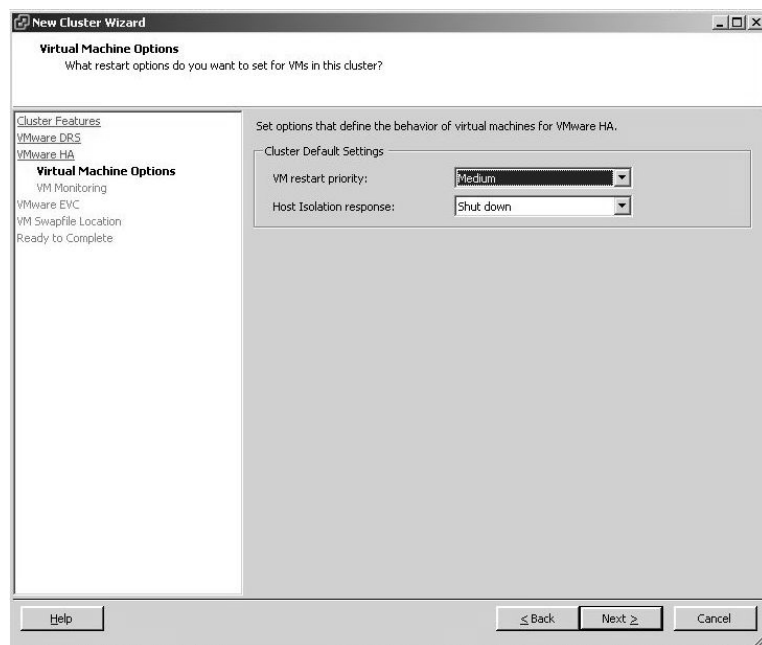 New Cluster Wizard
Virtual Machine Options
What restart options do you want to set for VMs in this cluster?
Cluster Features
VMware DRS
VMware HA
Virtual Machine Options
VM Monitoring
VMware EVC
VM Swapfile Location
Ready to Complete
Set options that define the behavior of virtual machines for VMware HA.
Cluster Default Settings
VM restart priority: Medium
Host Isolation response: Shut down
Help
≤ Back
Next ≥
Cancel